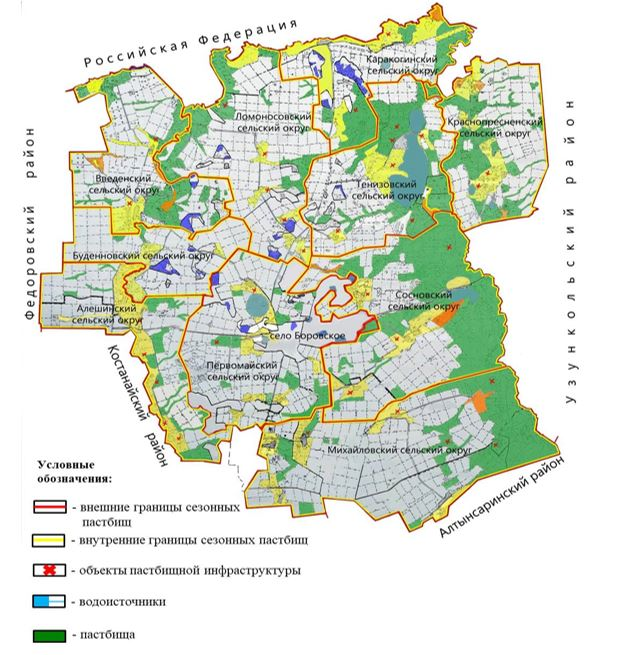 Российская Федерация
Каракогинский
сельский округ
Ломоносовский
сельский округ
Краснопресненский
сельский округ
Федоровский район
Введенский
сельский округ
Тенизовский
сельский округ
Узункольский район
Буденновский сельский округ
Алешинский
сельский округ
Сосновский
сельский округ
село Боровское
Костанайский район
Первомайский
сельский округ
Михайловский сельский округ
Алтынсаринский район
Условные
обозначения:
- внешние границы сезонных
пастбищ
- внутренние границы сезонных пастбищ
- объекты пастбищной инфраструктуры
- водоисточники
- пастбища